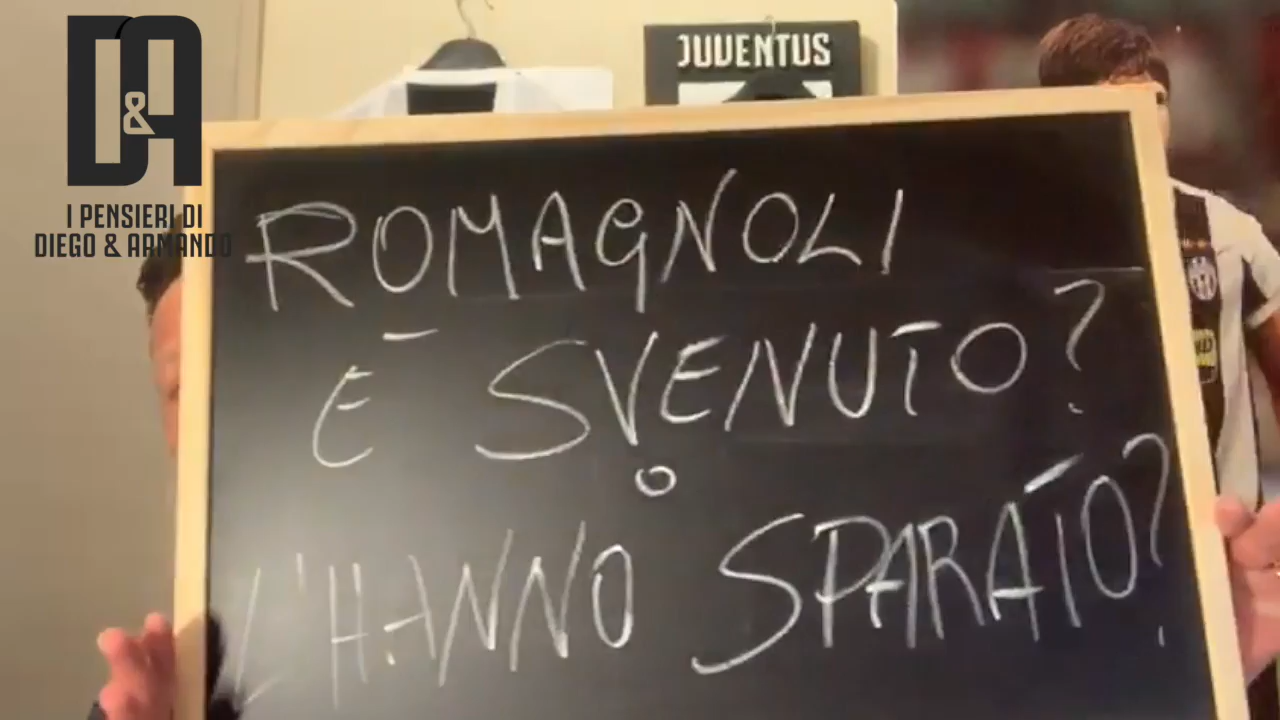 D&A
I PENSIERI DI
DIEGO & ARMANDO
JUVENTUS
ROMAGNOLI
È SVENUTO?
O
L'HANNO SPARATO?